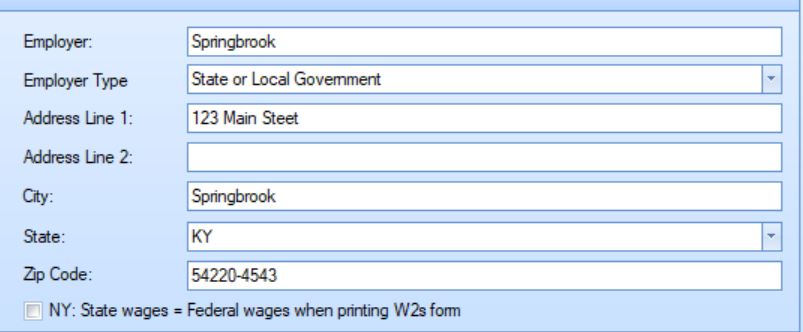 Employer: Springbrook
Employer Type State or Local Government
Address Line 1: 123 Main Steet
Address Line 2:
City: Springbrook
State: KY
Zip Code: 54220-4543
NY: State wages = Federal wages when printing W2s form